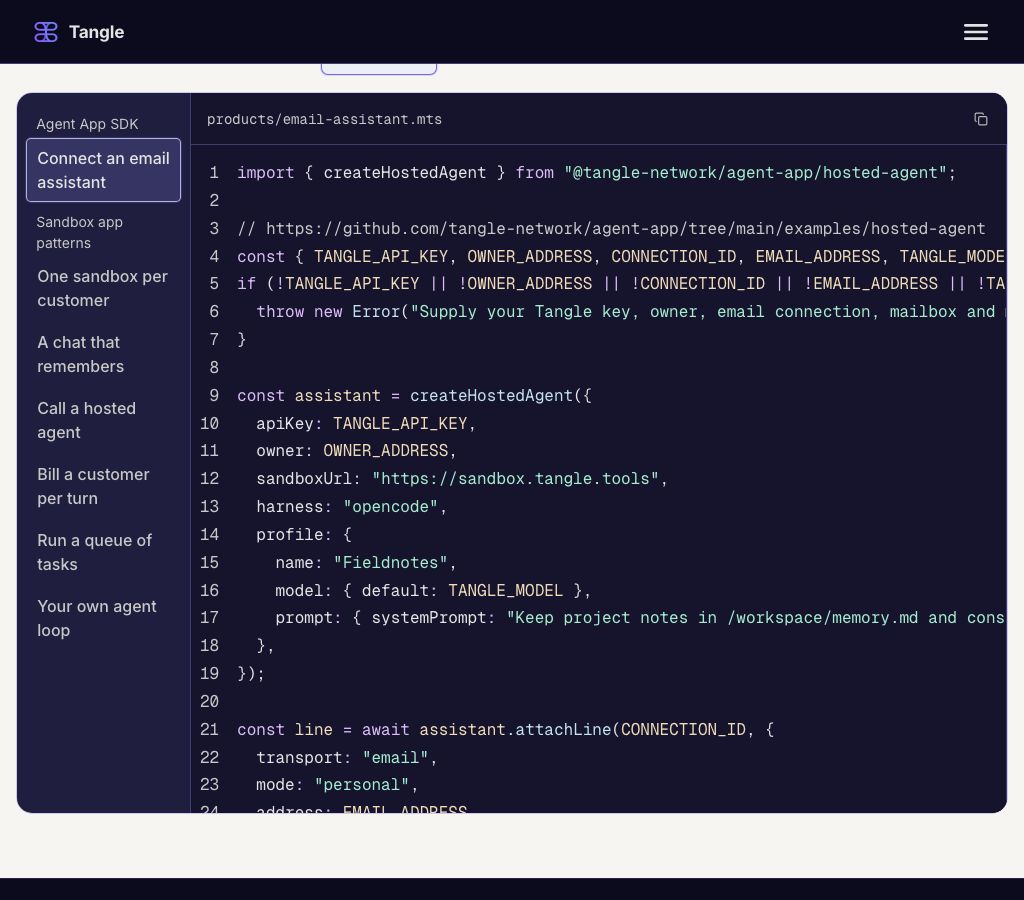 Tangle
Agent App SDK
Connect an email
assistant
Sandbox app
patterns
One sandbox per
customer
A chat that
remembers
Call a hosted
agent
Bill a customer
per turn
Run a queue of
tasks
Your own agent
loop
products/email-assistant.mts
1 import { createHostedAgent } from "@tangle-network/agent-app/hosted-agent";
2
3 // https://github.com/tangle-network/agent-app/tree/main/examples/hosted-agent
4 const { TANGLE_API_KEY, OWNER_ADDRESS, CONNECTION_ID, EMAIL_ADDRESS, TANGLE_MODE
5 if (!TANGLE_API_KEY || !OWNER_ADDRESS || !CONNECTION_ID || !EMAIL_ADDRESS || !TA
6   throw new Error("Supply your Tangle key, owner, email connection, mailbox and
7 }
8
9 const assistant = createHostedAgent({
10   apiKey: TANGLE_API_KEY,
11   owner: OWNER_ADDRESS,
12   sandboxUrl: "https://sandbox.tangle.tools",
13   harness: "opencode",
14   profile: {
15     name: "Fieldnotes",
16     model: { default: TANGLE_MODEL },
17     prompt: { systemPrompt: "Keep project notes in /workspace/memory.md and cons
18   },
19 });
20
21 const line = await assistant.attachLine(CONNECTION_ID, {
22   transport: "email",
23   mode: "personal",
24   address: EMAIL_ADDRESS